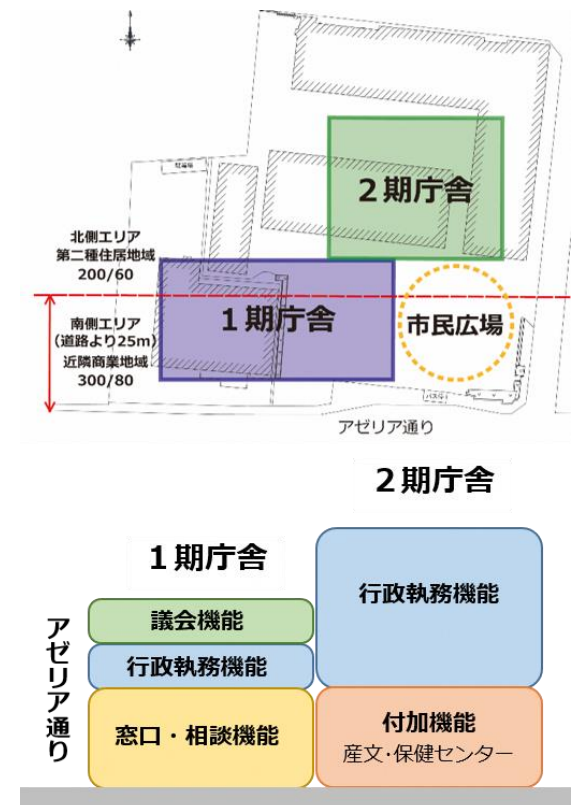 2期庁舎
北側エリア
第二種住居地域
200/60
1期庁舎
南側エリア
(道路より25m)
近隣商業地域
300/80
市民広場
アゼリア通り
2期庁舎
1期庁舎
行政執務機能
議会機能
行政執務機能
アゼリア通り
窓口・相談機能
付加機能
産文・保健センター